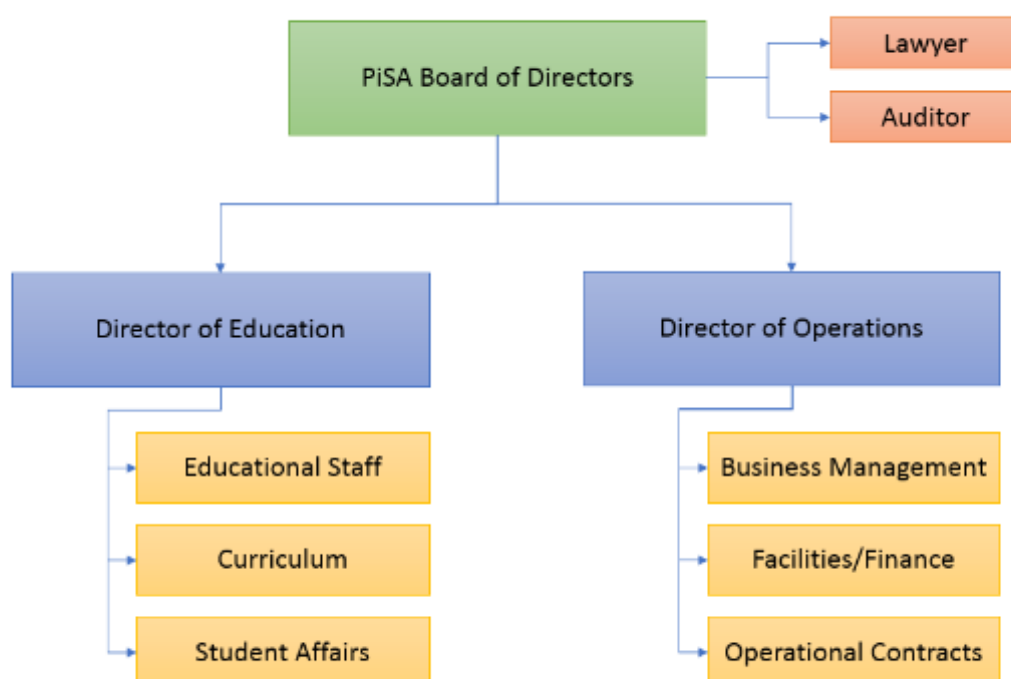 PiSA Board of Directors
Lawyer
Auditor
Director of Education
Director of Operations
Educational Staff
Curriculum
Student Affairs
Business Management
Facilities/Finance
Operational Contracts